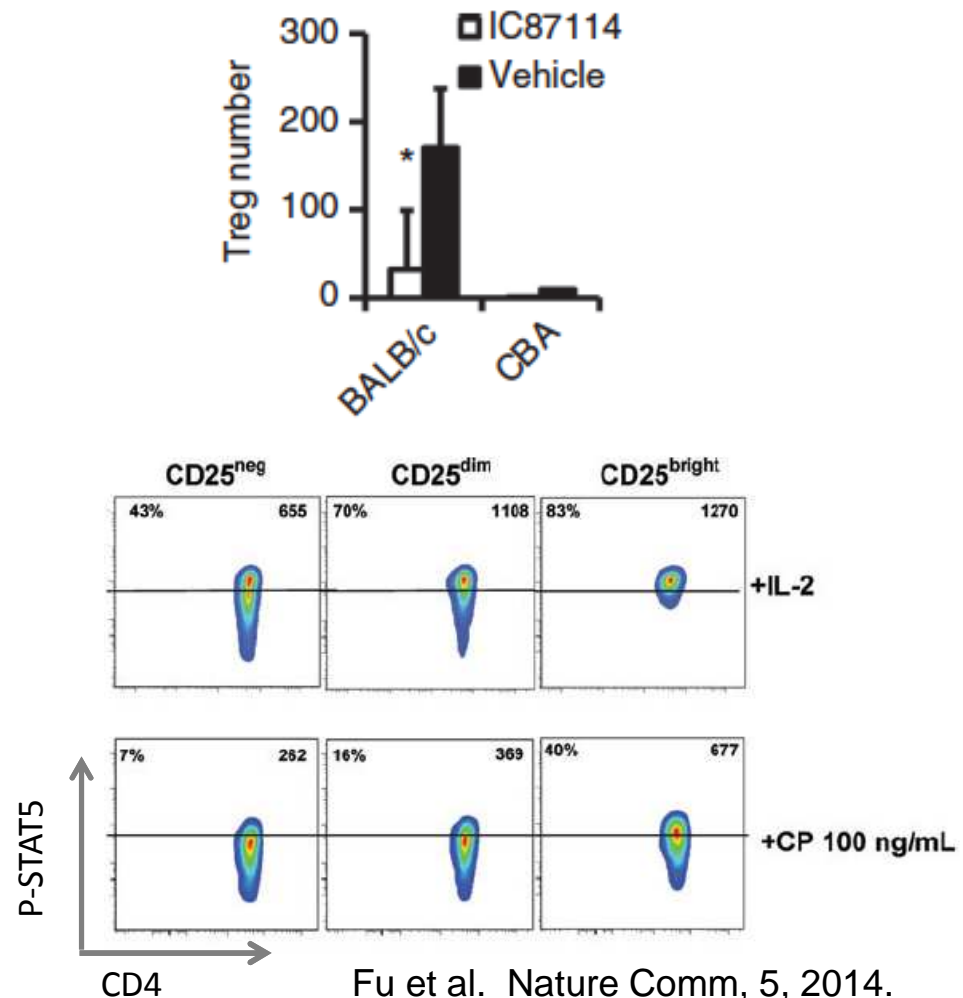 300
IC87114
Vehicle
200
Treg number
*
100
0
BALB/c
CBA
CD25neg
CD25dim
CD25bright
43% 655
70% 1108
83% 1270
+IL-2
7% 262
16% 369
40% 677
+CP 100 ng/mL
P-STAT5
CD4
Fu et al. Nature Comm, 5, 2014.